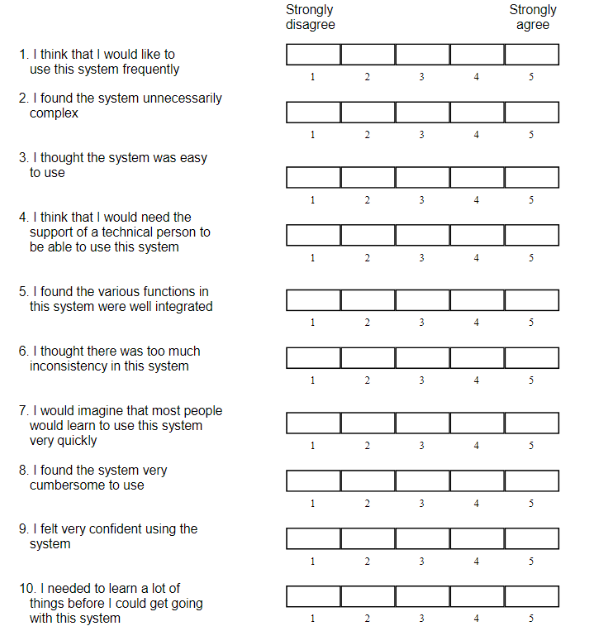 Strongly disagree
Strongly agree
1. I think that I would like to
use this system frequently
1 2 3 4 5
2. I found the system unnecessarily
complex
1 2 3 4 5
3. I thought the system was easy
to use
1 2 3 4 5
4. I think that I would need the
support of a technical person to
be able to use this system
1 2 3 4 5
5. I found the various functions in
this system were well integrated
1 2 3 4 5
6. I thought there was too much
inconsistency in this system
1 2 3 4 5
7. I would imagine that most people
would learn to use this system
very quickly
1 2 3 4 5
8. I found the system very
cumbersome to use
1 2 3 4 5
9. I felt very confident using the
system
1 2 3 4 5
10. I needed to learn a lot of
things before I could get going
with this system
1 2 3 4 5